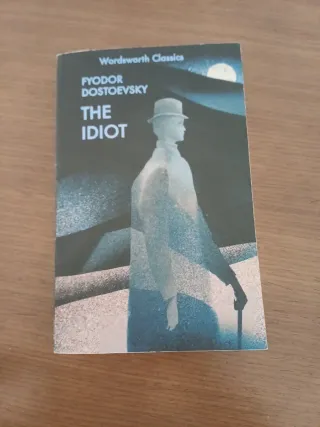 Wordsworth Classics
FYODOR
DOSTOEVSKY
THE
IDIOT